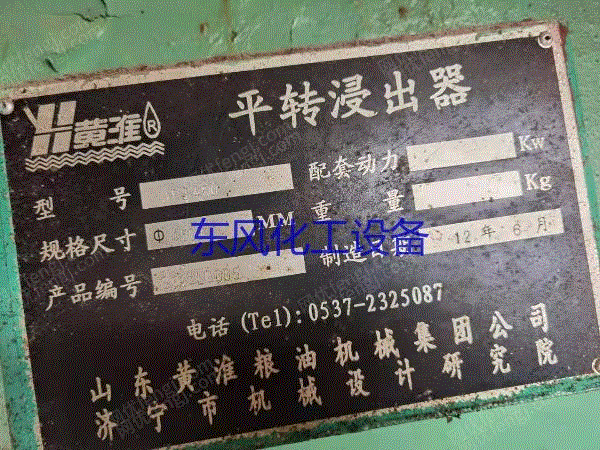 黄淮®
平转浸出器
型 号
配套动力 Kw
规格尺寸 Φ MM
重 量 Kg
产品编号
制造日期 12年6月
东风化工设备
电话(Tel):0537-2325087
山东黄淮粮油机械集团公司
济宁市机械设计研究院